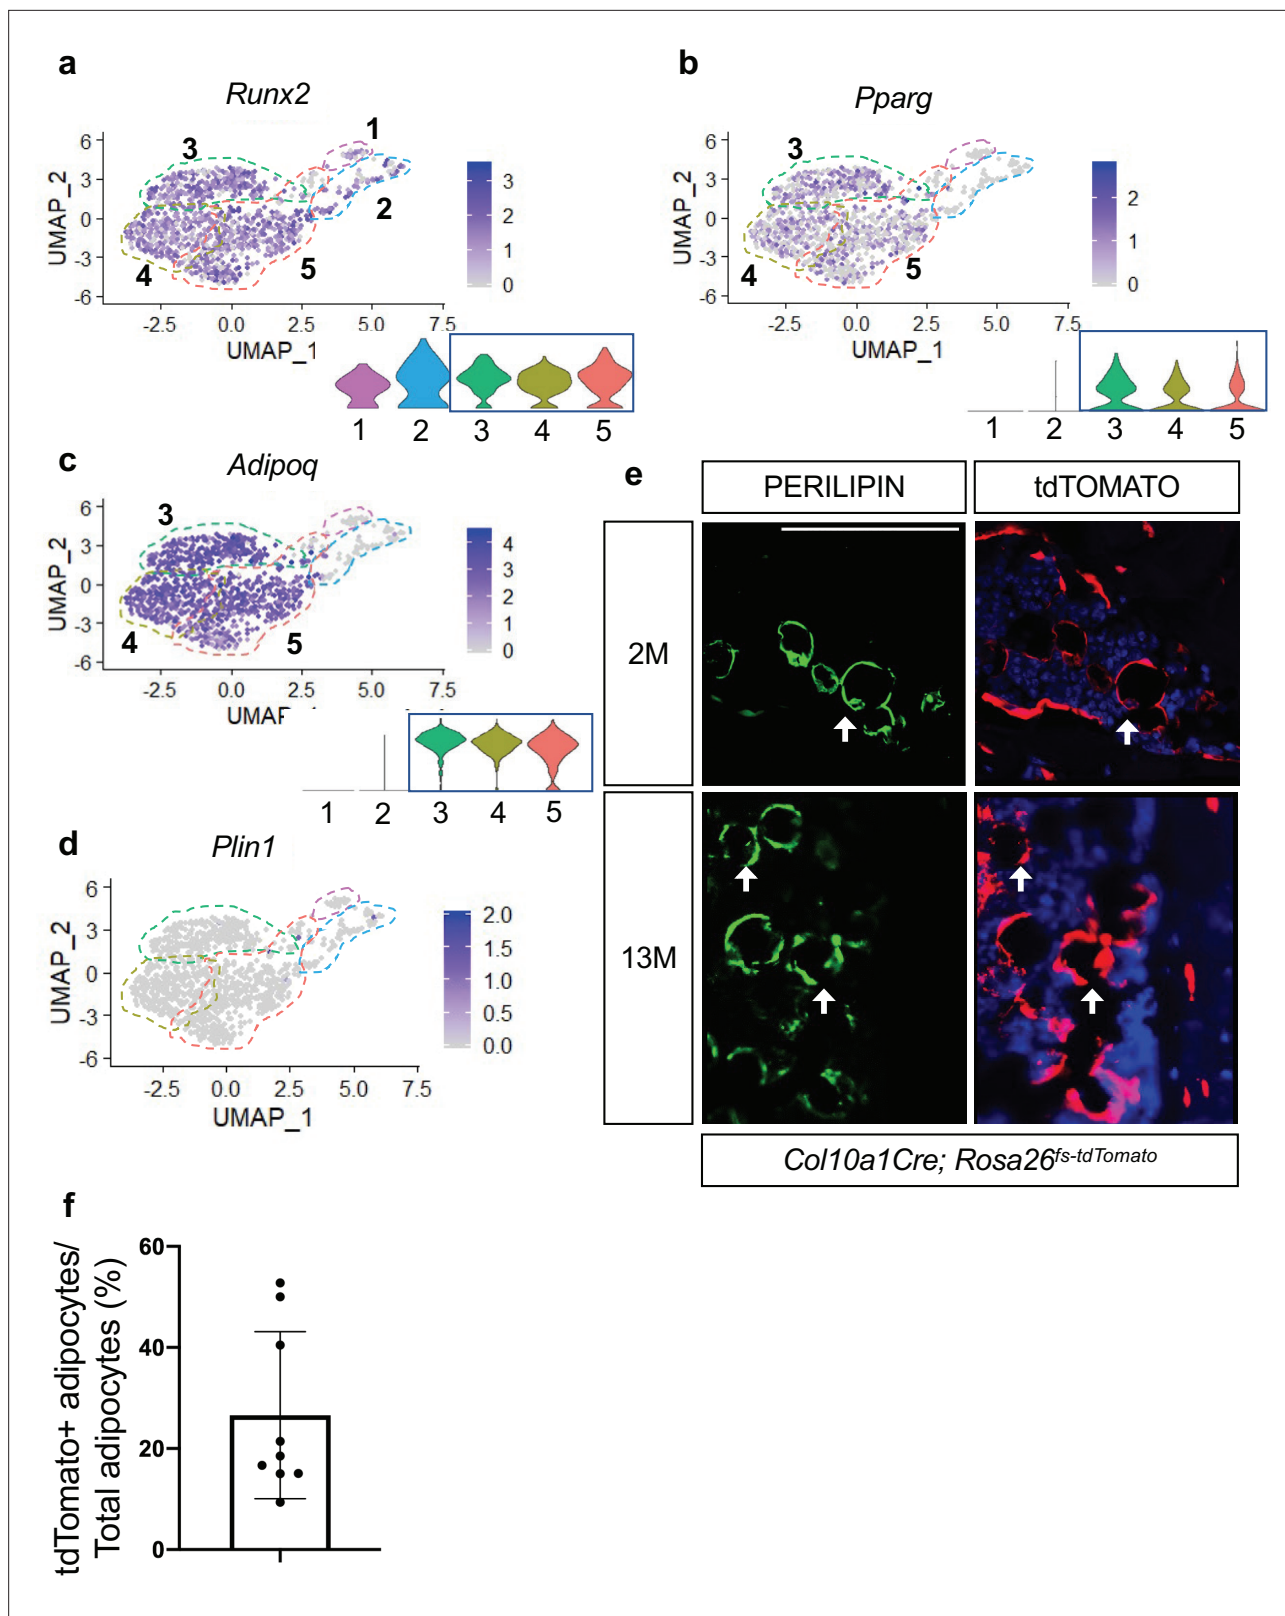 a
Runx2
6
3
0
-3
-6
UMAP_2
-2.5 0.0 2.5 5.0 7.5
UMAP_1
1
2
3
4
5
3
2
1
0
1 2 3 4 5
b
Pparg
6
3
0
-3
-6
UMAP_2
-2.5 0.0 2.5 5.0 7.5
UMAP_1
3
4
5
2
1
0
1 2 3 4 5
c
Adipoq
6
3
0
-3
-6
UMAP_2
-2.5 0.0 2.5 5.0 7.5
3
4
5
4
3
2
1
0
1 2 3 4 5
d
Plin1
6
3
0
-3
-6
UMAP_2
-2.5 0.0 2.5 5.0 7.5
UMAP_1
2.0
1.5
1.0
0.5
0.0
e
PERILIPIN tdTOMATO
2M
13M
Col10a1Cre; Rosa26fs-tdTomato
f
60
40
20
0
tdTomato+ adipocytes/
Total adipocytes (%)